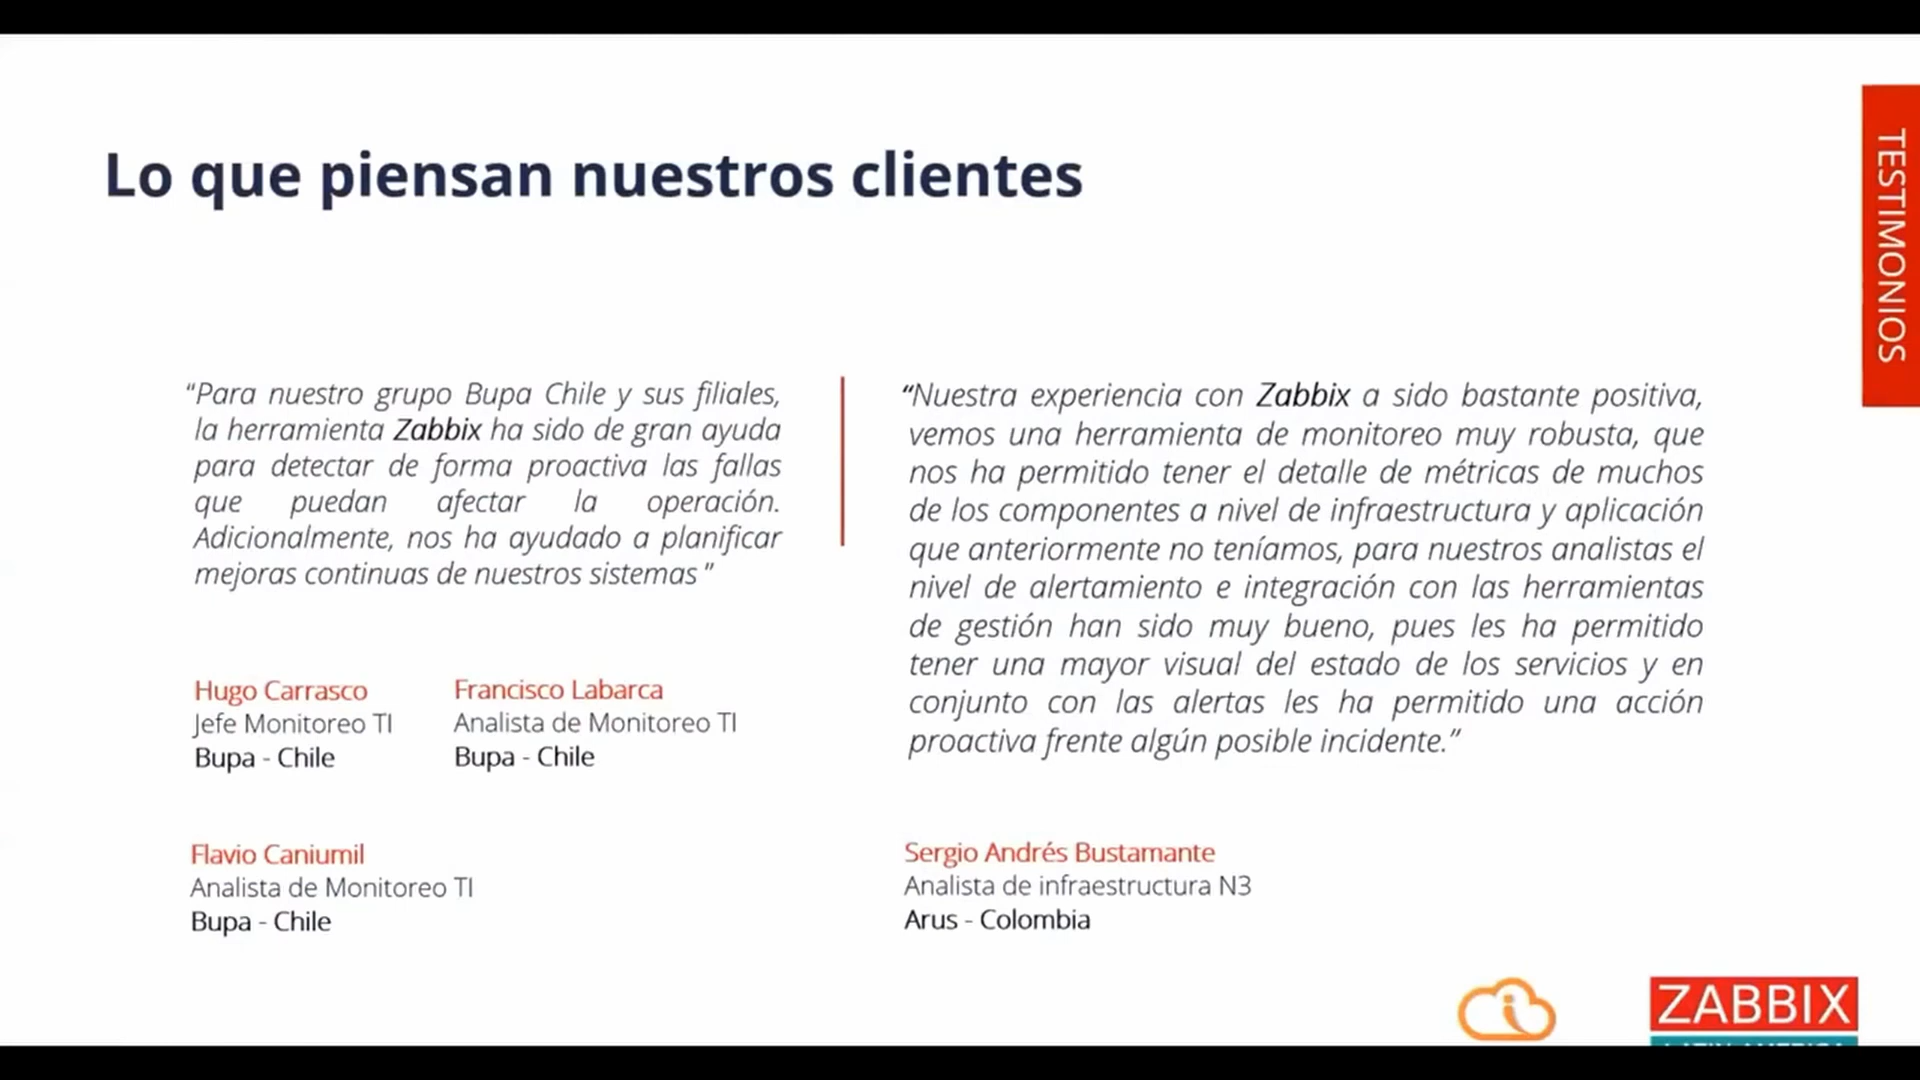 Lo que piensan nuestros clientes
TESTIMONIOS
“Para nuestro grupo Bupa Chile y sus filiales,
la herramienta Zabbix ha sido de gran ayuda
para detectar de forma proactiva las fallas
que puedan afectar la operación.
Adicionalmente, nos ha ayudado a planificar
mejoras continuas de nuestros sistemas ”
Hugo Carrasco
Jefe Monitoreo TI
Bupa - Chile
Francisco Labarca
Analista de Monitoreo TI
Bupa - Chile
Flavio Caniumil
Analista de Monitoreo TI
Bupa - Chile
“Nuestra experiencia con Zabbix a sido bastante positiva,
vemos una herramienta de monitoreo muy robusta, que
nos ha permitido tener el detalle de métricas de muchos
de los componentes a nivel de infraestructura y aplicación
que anteriormente no teníamos, para nuestros analistas el
nivel de alertamiento e integración con las herramientas
de gestión han sido muy bueno, pues les ha permitido
tener una mayor visual del estado de los servicios y en
conjunto con las alertas les ha permitido una acción
proactiva frente algún posible incidente.”
Sergio Andrés Bustamante
Analista de infraestructura N3
Arus - Colombia
ZABBIX